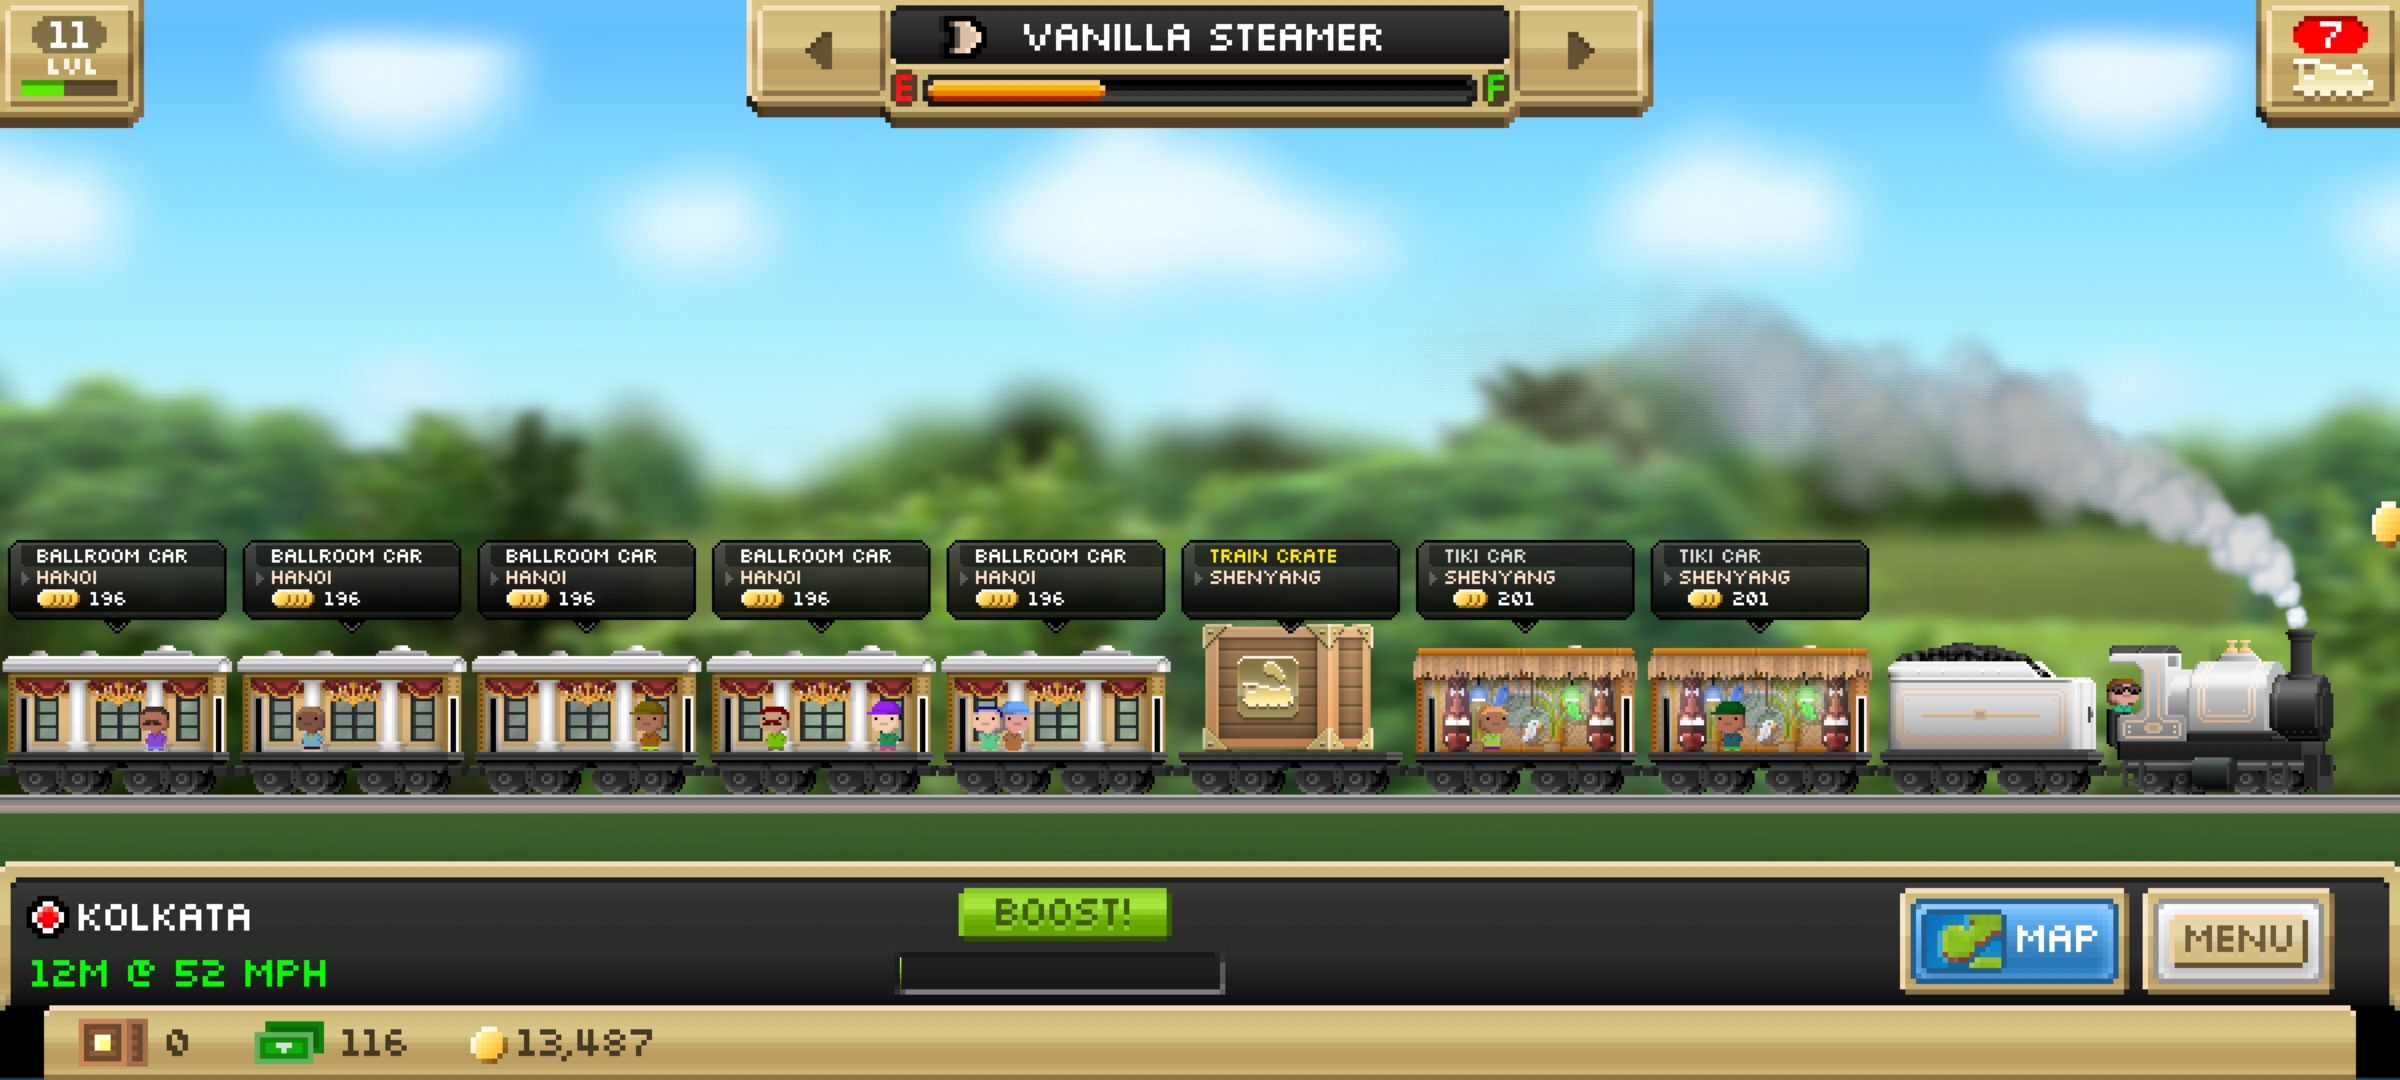 11
LVL
VANILLA STEAMER
E
F
7
BALLROOM CAR
HANOI
196
BALLROOM CAR
HANOI
196
BALLROOM CAR
HANOI
196
BALLROOM CAR
HANOI
196
BALLROOM CAR
HANOI
196
TRAIN CRATE
SHENYANG
TIKI CAR
SHENYANG
201
TIKI CAR
SHENYANG
201
KOLKATA
12M @ 52 MPH
BOOST!
MAP
MENU
0
116
13,487